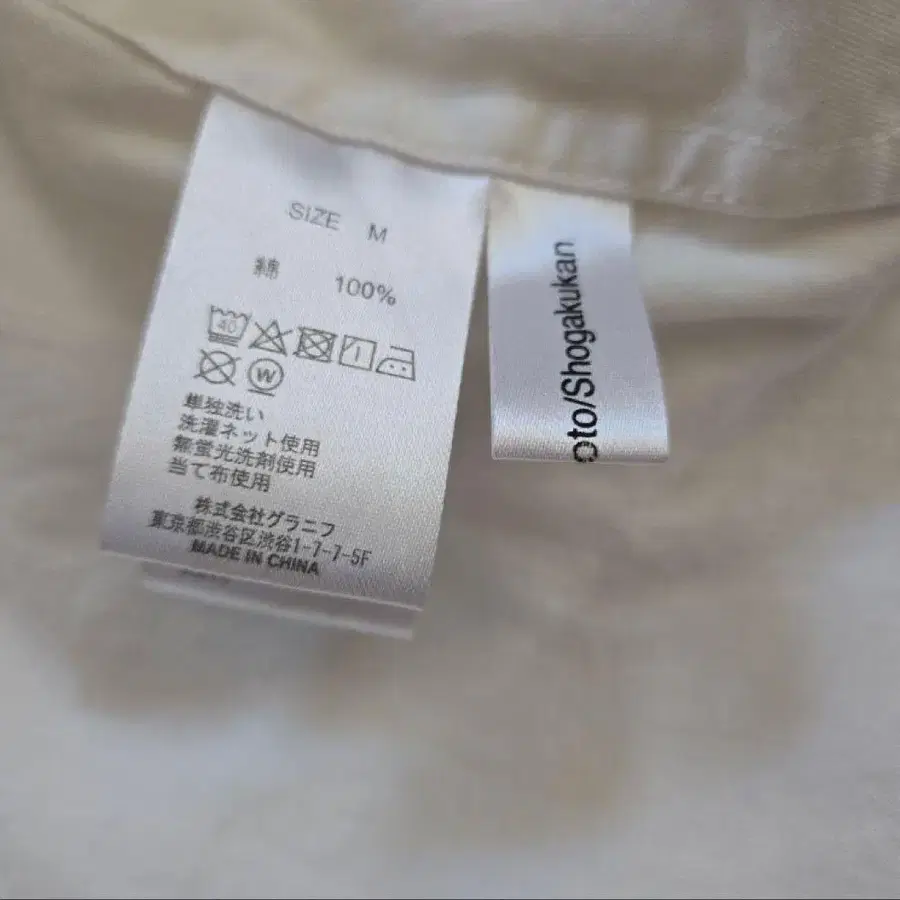 SIZE M
綿 100%
40
W
単独洗い
洗濯ネット使用
無蛍光洗剤使用
当て布使用
株式会社グラニフ
東京都渋谷区渋谷1-7-7-5F
MADE IN CHINA
oto/Shogakukan